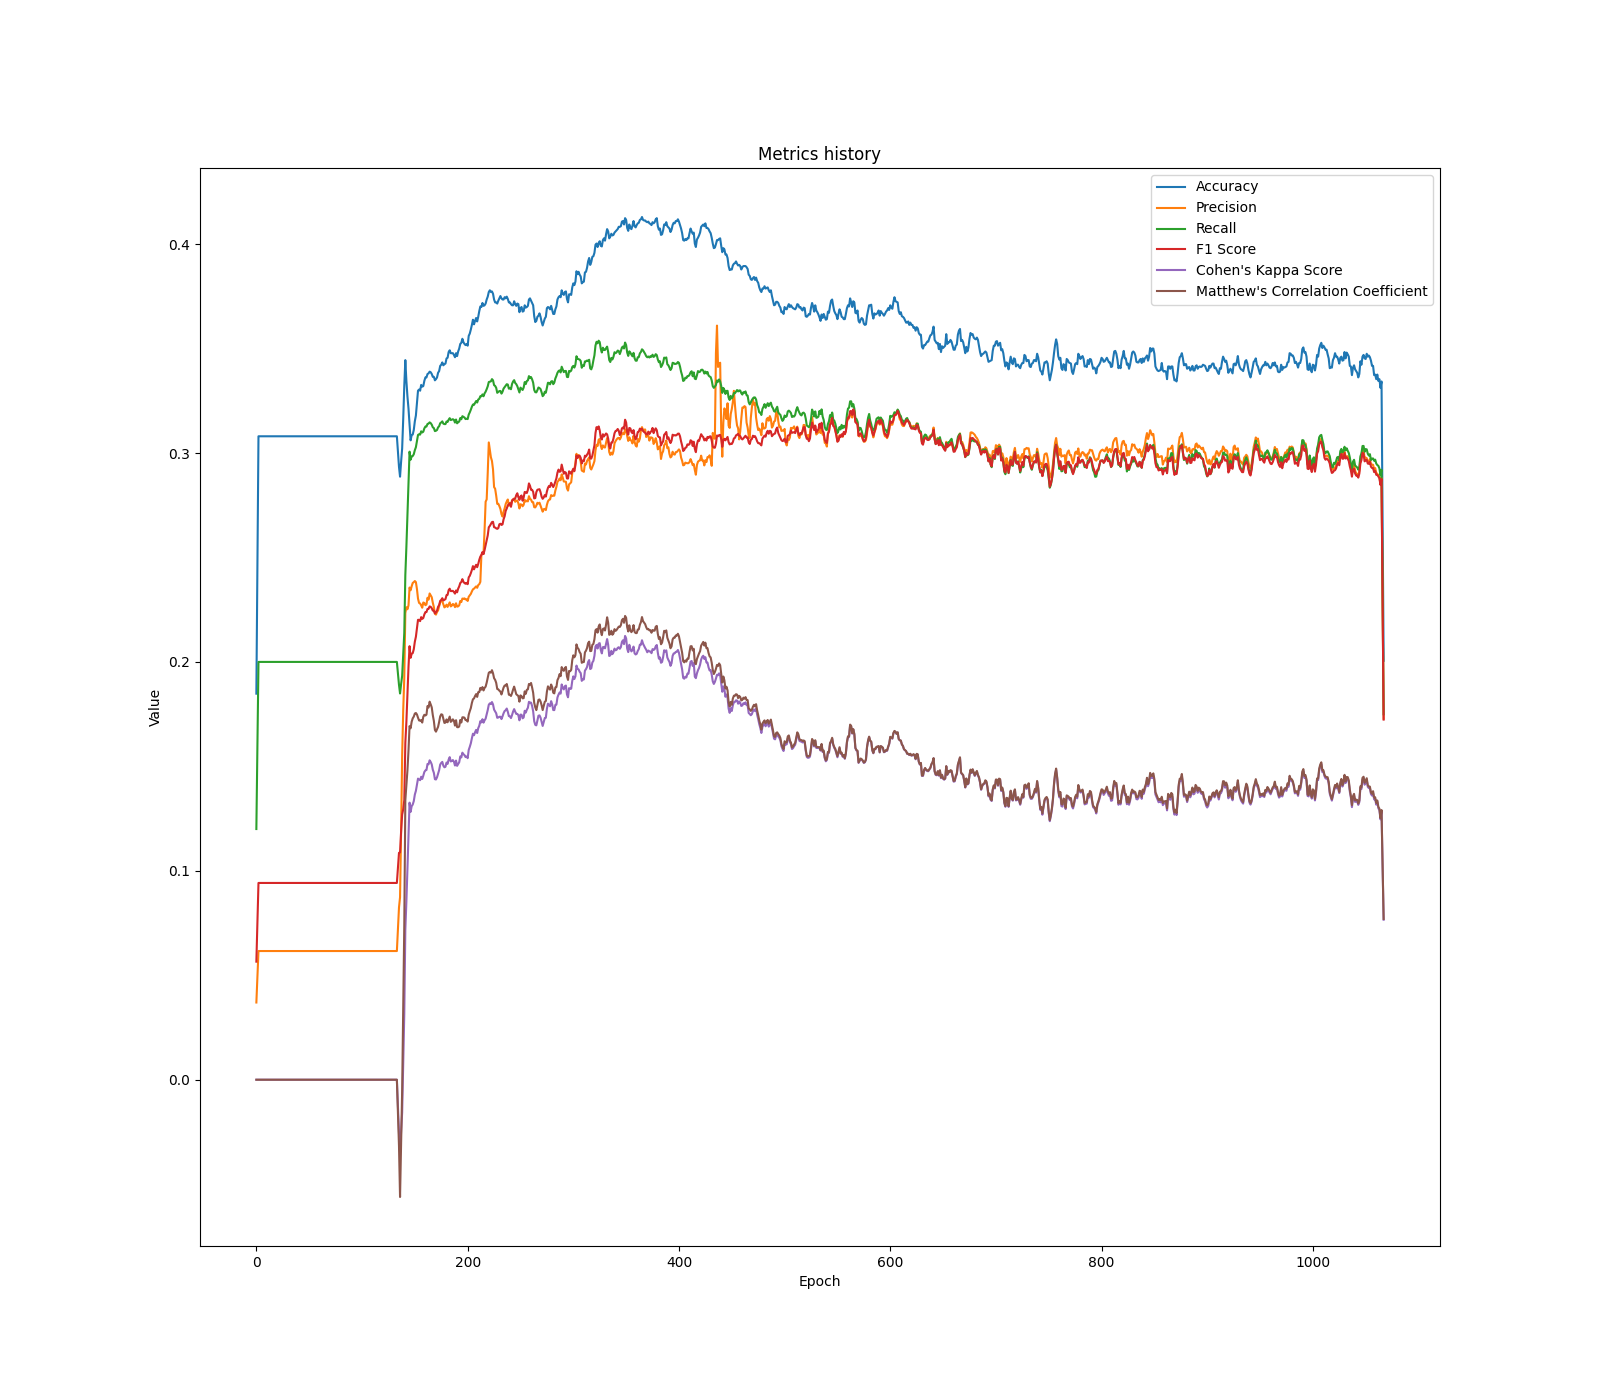 Metrics history
Accuracy
Precision
Recall
F1 Score
Cohen's Kappa Score
Matthew's Correlation Coefficient
0.4
0.3
0.2
0.1
0.0
Value
0 200 400 600 800 1000
Epoch